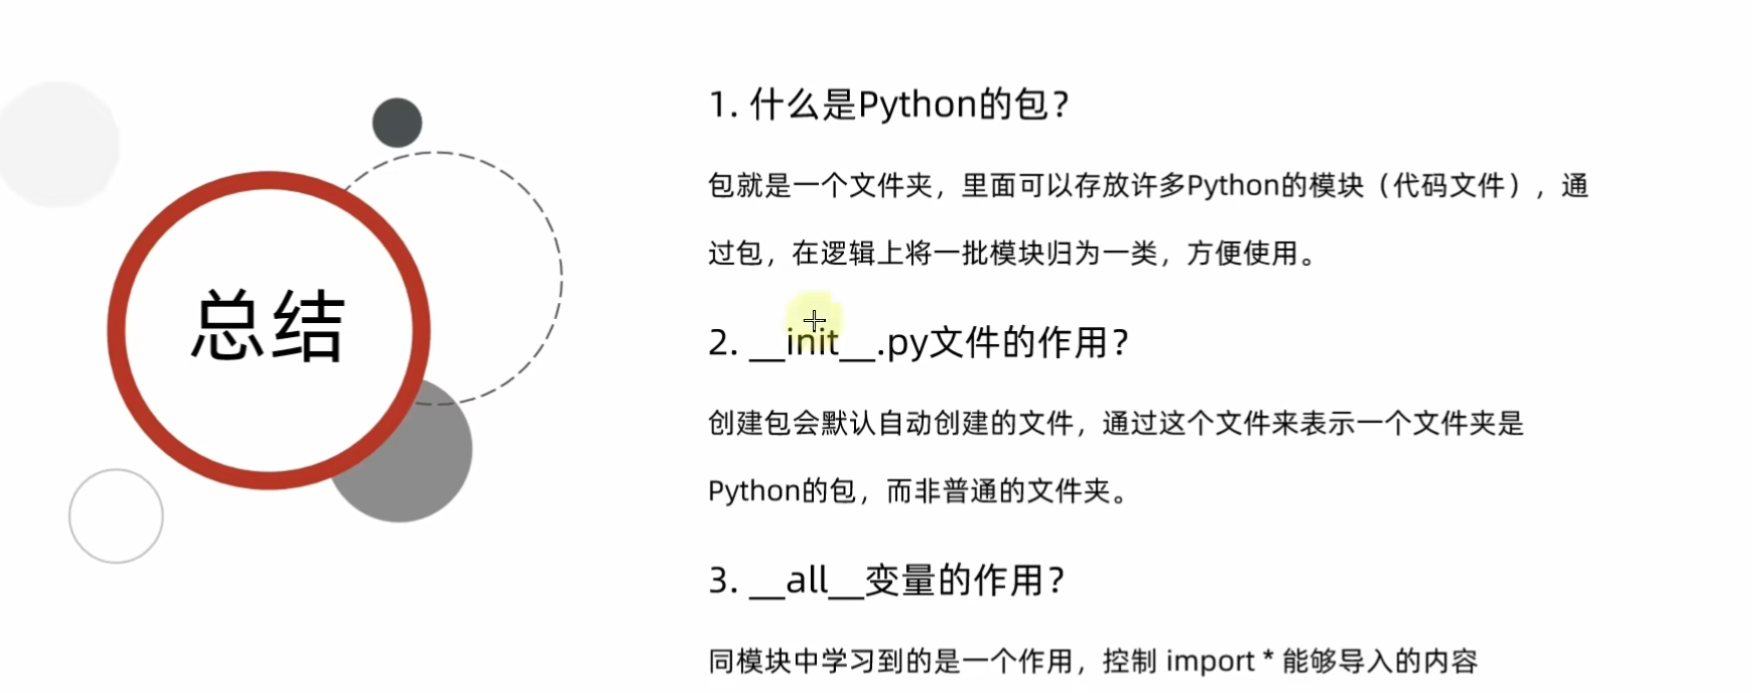 总结
1. 什么是Python的包？
包就是一个文件夹，里面可以存放许多Python的模块（代码文件），通
过包，在逻辑上将一批模块归为一类，方便使用。
2. __init__.py文件的作用？
创建包会默认自动创建的文件，通过这个文件来表示一个文件夹是
Python的包，而非普通的文件夹。
3. __all__变量的作用？
同模块中学习到的是一个作用，控制 import * 能够导入的内容